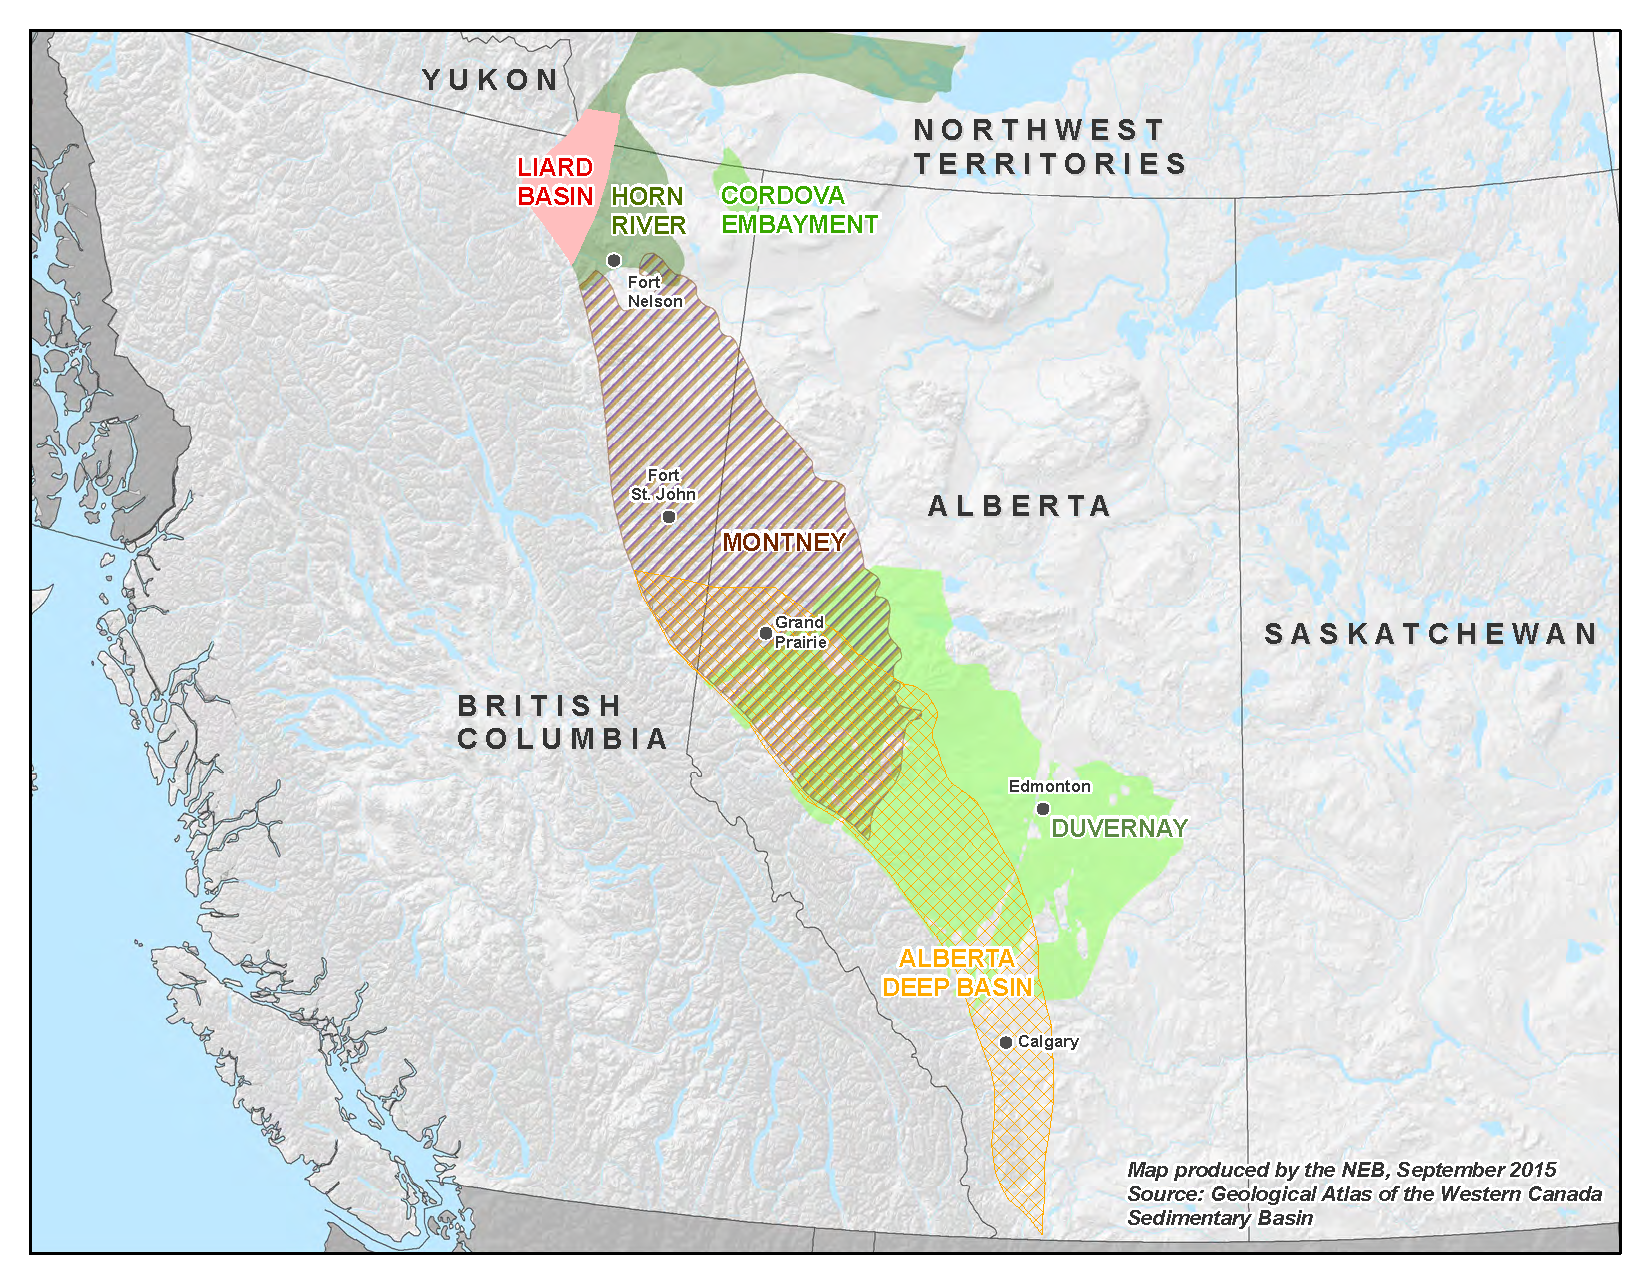 YUKON
NORTHWEST
TERRITORIES
LIARD
BASIN
HORN
RIVER
CORDOVA
EMBAYMENT
Fort
Nelson
Fort
St. John
ALBERTA
MONTNEY
Grand
Prairie
SASKATCHEWAN
BRITISH
COLUMBIA
Edmonton
DUVERNAY
ALBERTA
DEEP BASIN
Calgary
Map produced by the NEB, September 2015
Source: Geological Atlas of the Western Canada
Sedimentary Basin